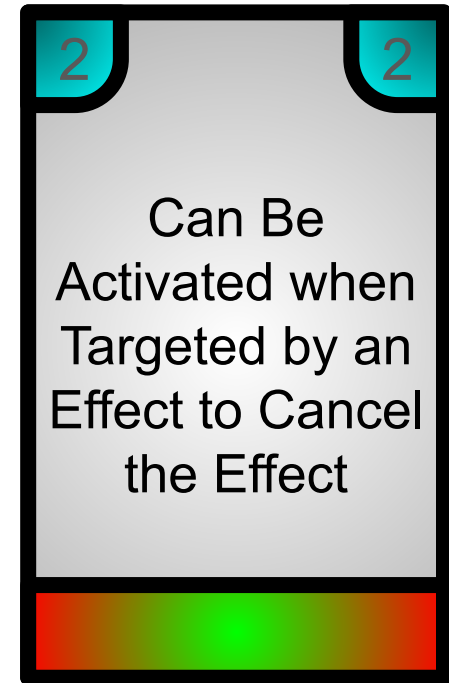 2 2
Can Be
Activated when
Targeted by an
Effect to Cancel
the Effect